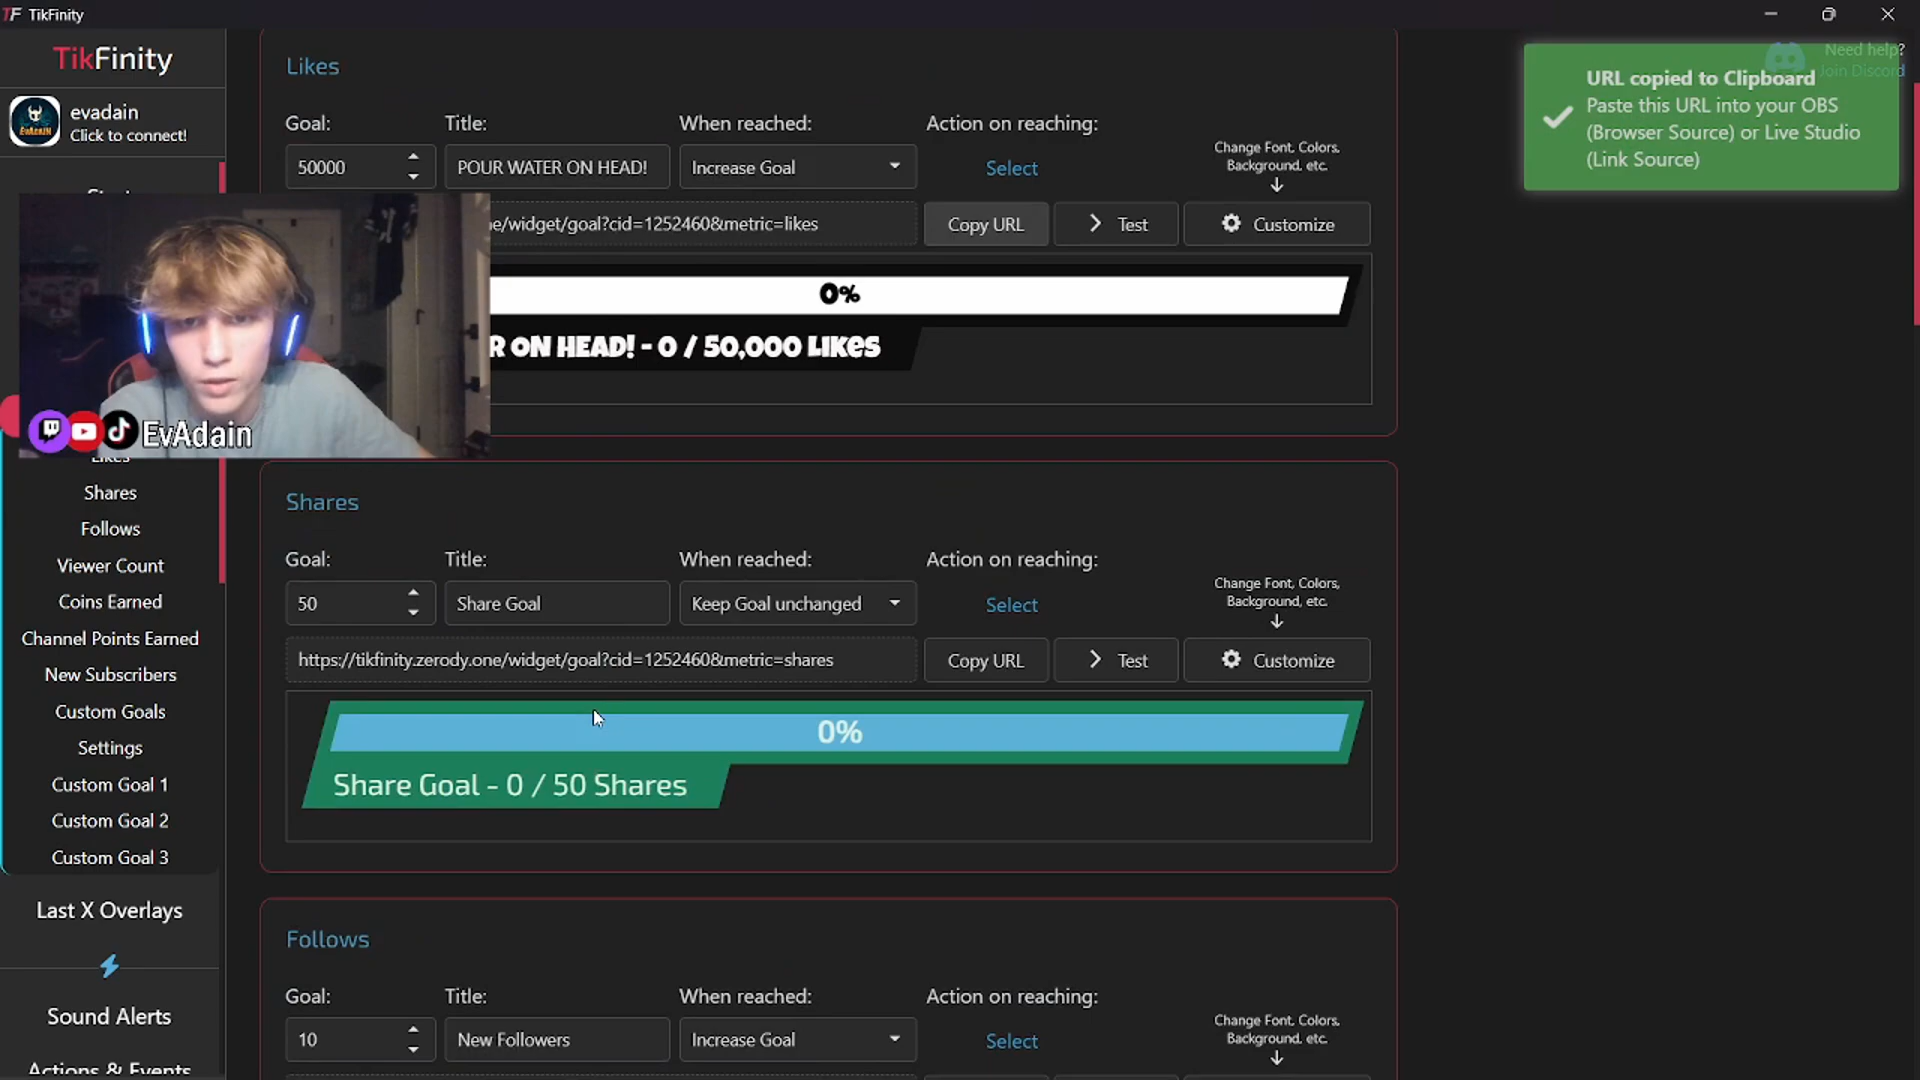 TF TikFinity
TikFinity
evadain
Click to connect!
Likes
Goal:
Title:
When reached:
Action on reaching:
50000
POUR WATER ON HEAD!
Increase Goal
Select
Change Font, Colors,
Background, etc.
e/widget/goal?cid=1252460&metric=likes
Copy URL
Test
Customize
0%
R ON HEAD! - 0 / 50,000 Likes
Need help?
Join Discord
URL copied to Clipboard
Paste this URL into your OBS
(Browser Source) or Live Studio
(Link Source)
EvAdain
Likes
Shares
Follows
Viewer Count
Coins Earned
Channel Points Earned
New Subscribers
Custom Goals
Settings
Custom Goal 1
Custom Goal 2
Custom Goal 3
Last X Overlays
Sound Alerts
Actions & Events
Shares
Goal:
Title:
When reached:
Action on reaching:
50
Share Goal
Keep Goal unchanged
Select
Change Font, Colors,
Background, etc.
https://tikfinity.zerody.one/widget/goal?cid=1252460&metric=shares
Copy URL
Test
Customize
0%
Share Goal - 0 / 50 Shares
Follows
Goal:
Title:
When reached:
Action on reaching:
10
New Followers
Increase Goal
Select
Change Font, Colors,
Background, etc.